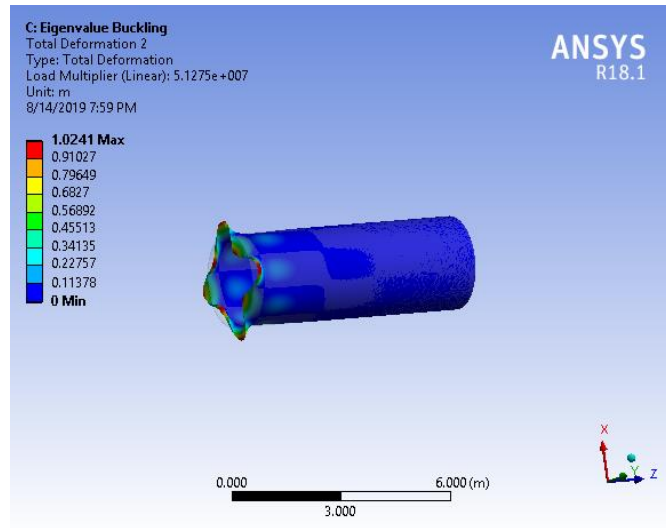 C: Eigenvalue Buckling
Total Deformation 2
Type: Total Deformation
Load Multiplier (Linear): 5.1275e+007
Unit: m
8/14/2019 7:59 PM
ANSYS
R18.1
1.0241 Max
0.91027
0.79649
0.6827
0.56892
0.45513
0.34135
0.22757
0.11378
0 Min
0.000
6.000 (m)
3.000
X
Y
Z